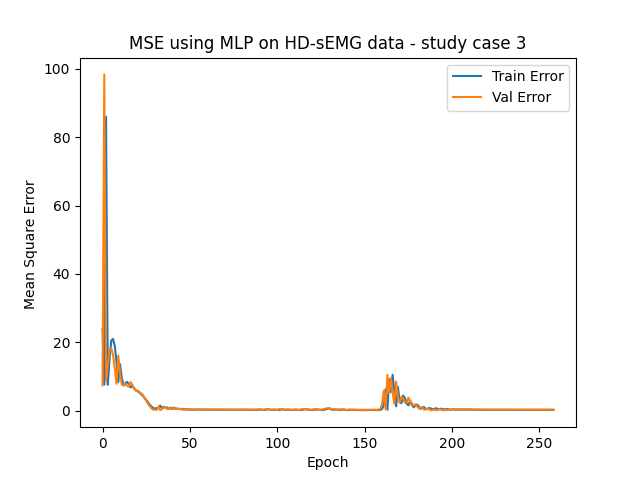 MSE using MLP on HD-sEMG data - study case 3
Train Error
Val Error
100
80
60
40
20
0
Mean Square Error
0 50 100 150 200 250
Epoch